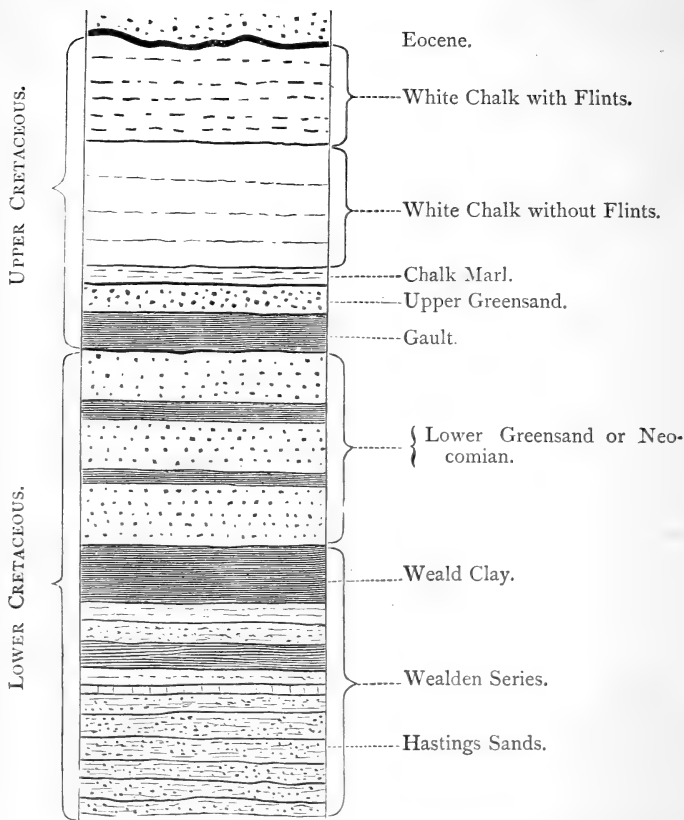 Eocene.
UPPER CRETACEOUS.
White Chalk with Flints.
White Chalk without Flints.
Chalk Marl.
Upper Greensand.
Gault.
Lower Greensand or Neo-
comian.
LOWER CRETACEOUS.
Weald Clay.
Wealden Series.
Hastings Sands.